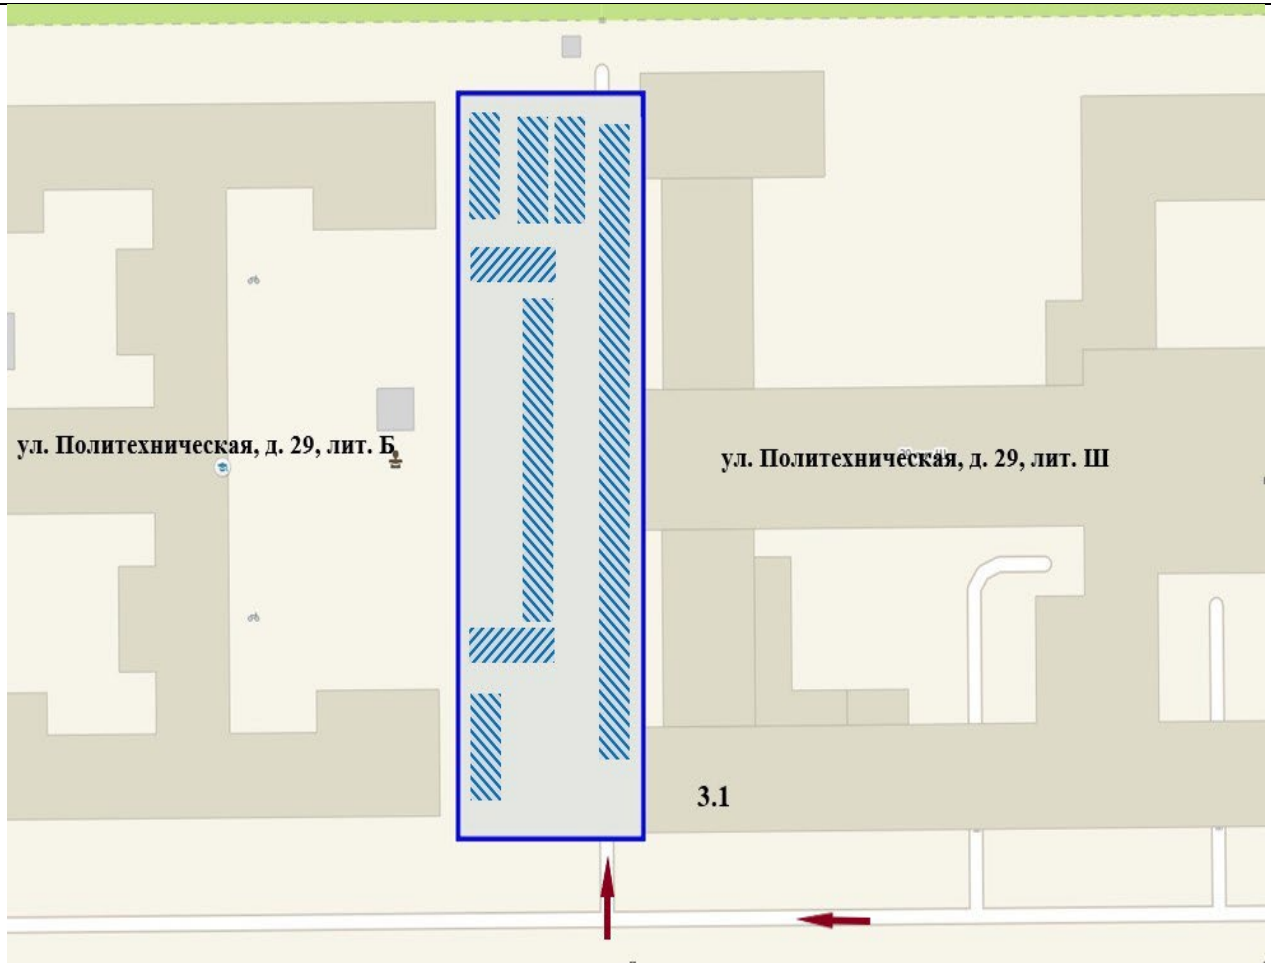 ул. Политехническая, д. 29, лит. Б
ул. Политехническая, д. 29, лит. Ш
3.1